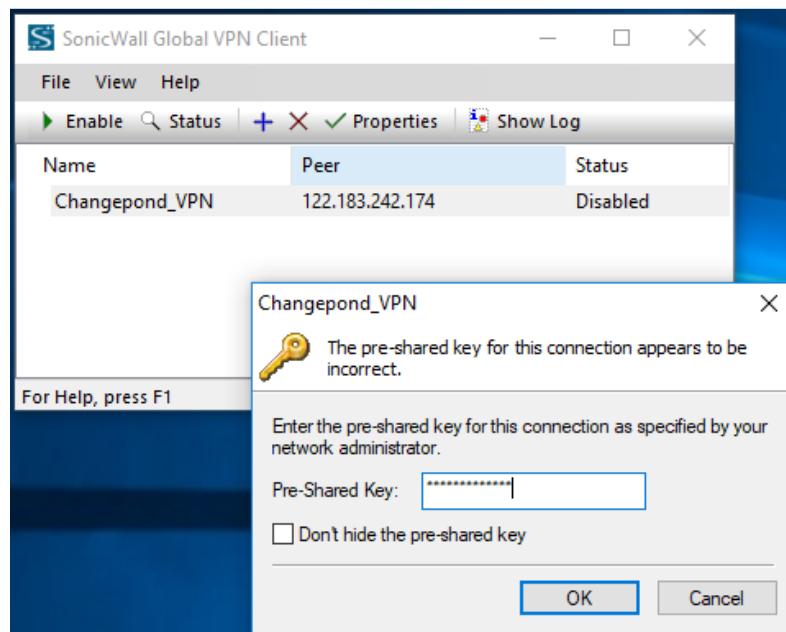 SonicWall Global VPN Client
File View Help
Enable Status Properties Show Log
Name Peer Status
Changepond_VPN 122.183.242.174 Disabled
Changepond_VPN
The pre-shared key for this connection appears to be
incorrect.
For Help, press F1
Enter the pre-shared key for this connection as specified by your
network administrator.
Pre-Shared Key: *************
Don't hide the pre-shared key
OK Cancel